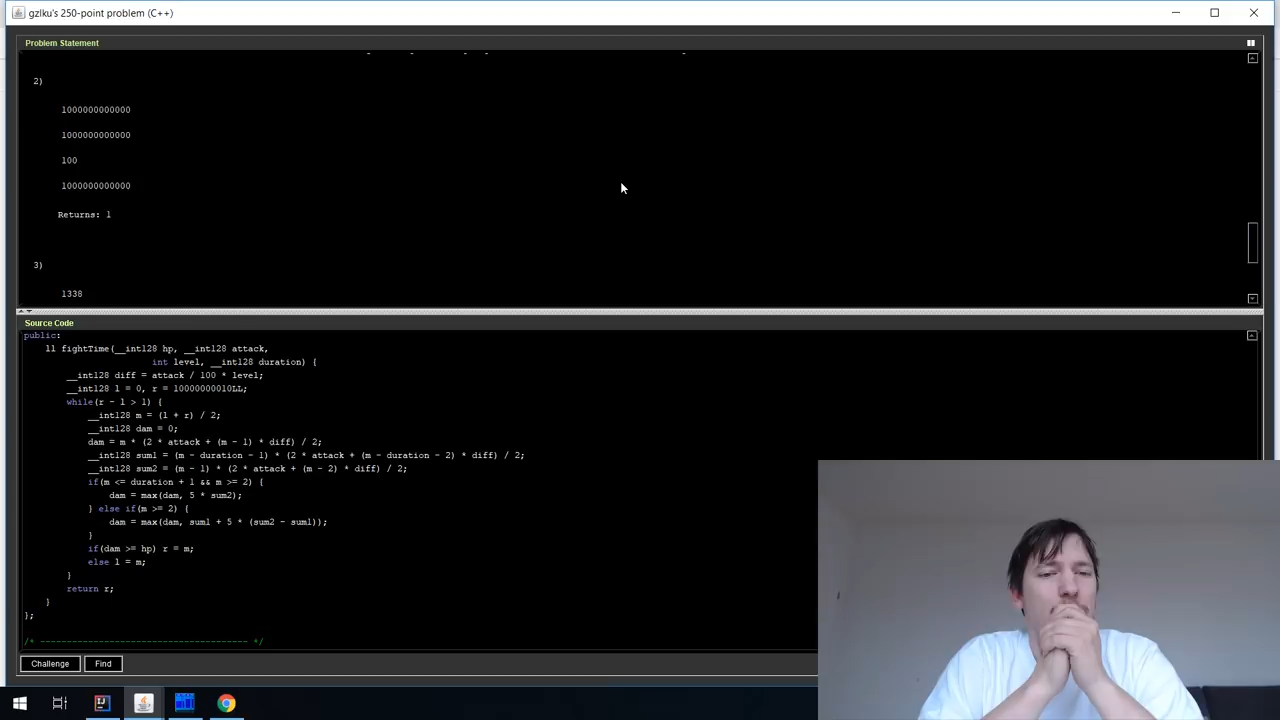 gzlku's 250-point problem (C++)
Problem Statement
2)
1000000000000
1000000000000
100
1000000000000
Returns: 1
3)
1338
Source Code
public:
ll fightTime(__int128 hp, __int128 attack,
int level, __int128 duration) {
__int128 diff = attack / 100 * level;
__int128 l = 0, r = 10000000010LL;
while(r - l > 1) {
__int128 m = (l + r) / 2;
__int128 dam = 0;
dam = m * (2 * attack + (m - 1) * diff) / 2;
__int128 sum1 = (m - duration - 1) * (2 * attack + (m - duration - 2) * diff) / 2;
__int128 sum2 = (m - 1) * (2 * attack + (m - 2) * diff) / 2;
if(m <= duration + 1 && m >= 2) {
dam = max(dam, 5 * sum2);
} else if(m >= 2) {
dam = max(dam, sum1 + 5 * (sum2 - sum1));
}
if(dam >= hp) r = m;
else l = m;
}
return r;
}
};
/* --------------------------------------- */
Challenge Find